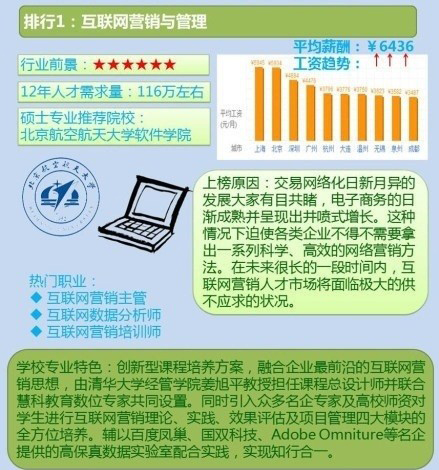 排行1：互联网营销与管理
平均薪酬：￥6436
工资趋势：↑↑↑
行业前景：★★★★★★
12年人才需求量：116万左右
硕士专业推荐院校：
北京航空航天大学软件学院
平均工资
(元/月)
城市 上海 北京 深圳 广州 杭州 大连 温州 无锡 泉州 成都
北京航空航天大学
上榜原因：交易网络化日新月异的
发展大家有目共睹，电子商务的日
渐成熟并呈现出井喷式增长。这种
情况下迫使各类企业不得不需要拿
出一系列科学、高效的网络营销方
法。在未来很长的一段时间内，互
联网营销人才市场将面临极大的供
不应求的状况。
热门职业：
◆ 互联网营销主管
◆ 互联网数据分析师
◆ 互联网营销培训师
学校专业特色：创新型课程培养方案，融合企业最前沿的互联网营
销思想，由清华大学经管学院姜旭平教授担任课程总设计师并联合
慧科教育数位专家共同设置。同时引入众多名企专家及高校师资对
学生进行互联网营销理论、实践、效果评估及项目管理四大模块的
全方位培养。辅以百度凤巢、国双科技、Adobe Omniture等名企
提供的高保真数据实验室配合实践，实现知行合一。